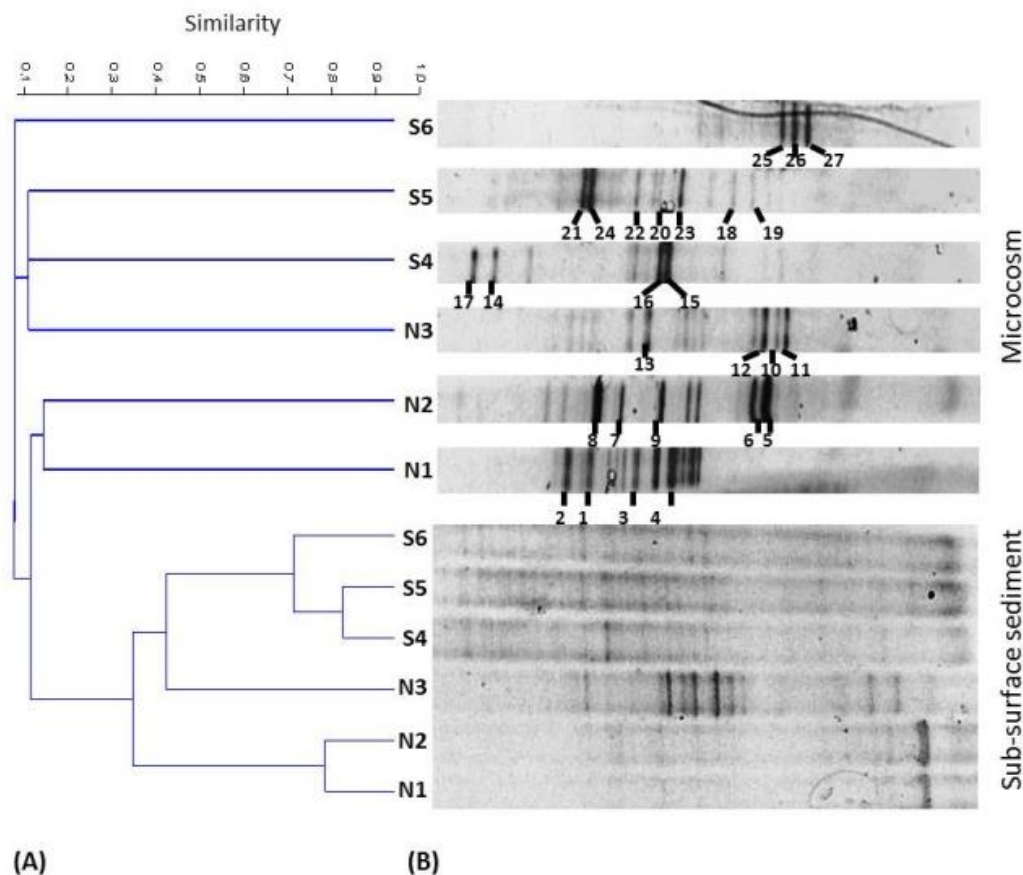 Similarity
0.1 0.2 0.3 0.4 0.5 0.6 0.7 0.8 0.9 1.0
S6
25 26 27
S5
21 24 22 20 23 18 19
S4
17 14 16 15
N3
13 12 10 11
N2
8 7 9 6 5
N1
2 1 3 4
Microcosm
S6
S5
S4
N3
N2
N1
Sub-surface sediment
(A) (B)